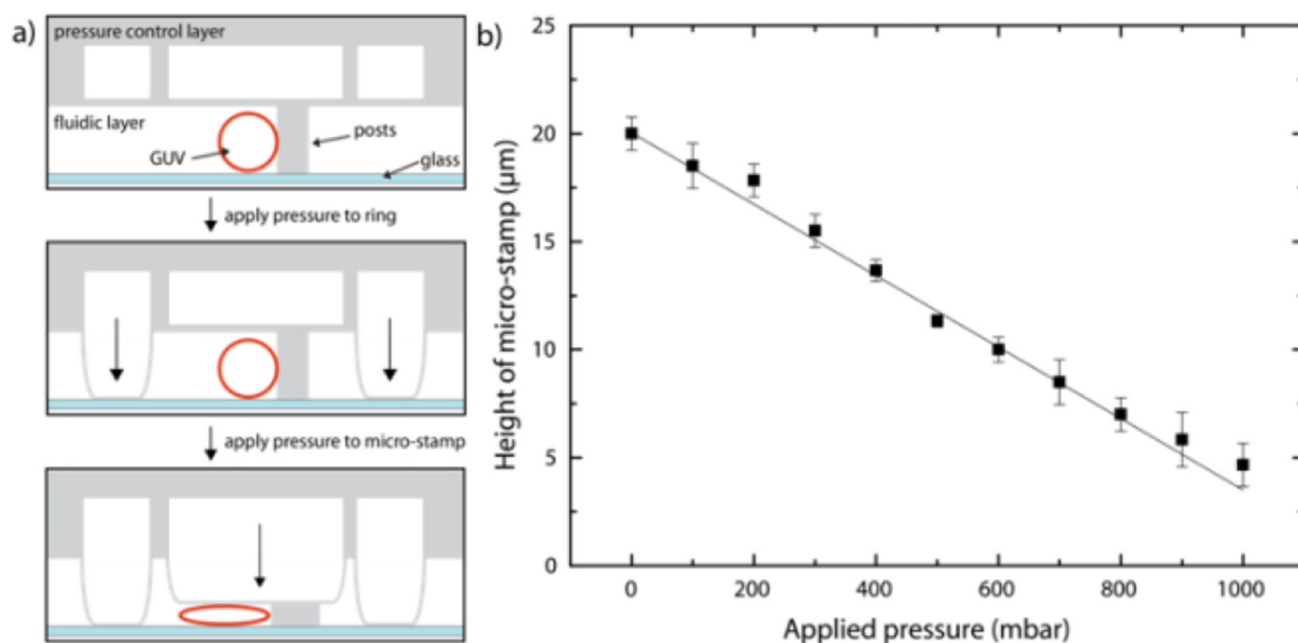 a)
pressure control layer
fluidic layer
GUV
posts
glass
apply pressure to ring
apply pressure to micro-stamp
b)
Height of micro-stamp (μm)
25
20
15
10
5
0
0 200 400 600 800 1000
Applied pressure (mbar)